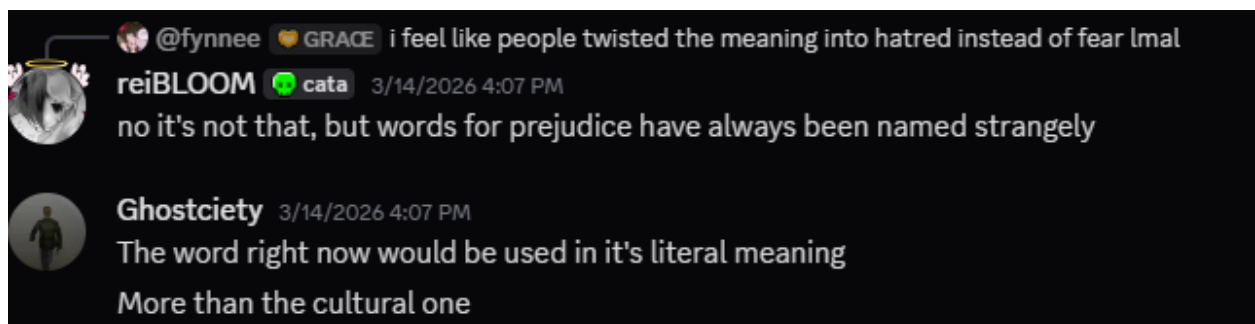 @fynnee GRACE i feel like people twisted the meaning into hatred instead of fear lmal
reiBLOOM cata 3/14/2026 4:07 PM
no it's not that, but words for prejudice have always been named strangely
Ghostciety 3/14/2026 4:07 PM
The word right now would be used in it's literal meaning
More than the cultural one